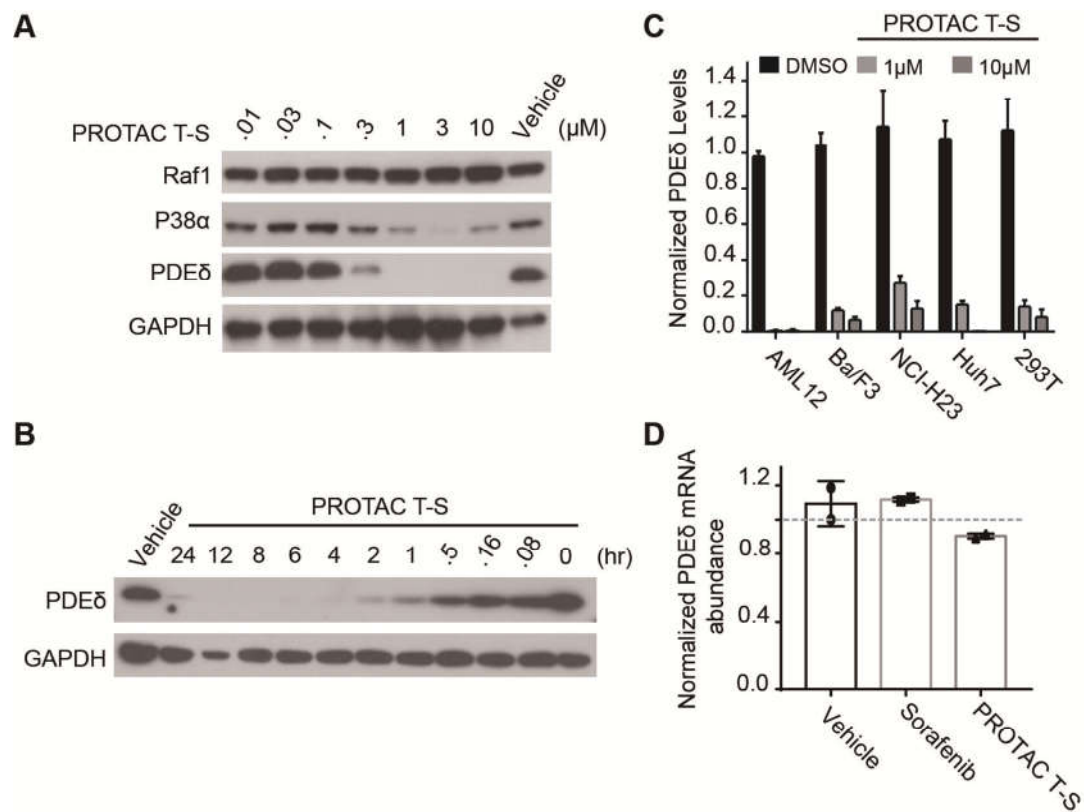 A
PROTAC T-S .01 .03 .1 .3 1 3 10 Vehicle (µM)
Raf1
P38α
PDEδ
GAPDH
B
PROTAC T-S
Vehicle 24 12 8 6 4 2 1 .5 .16 .08 0 (hr)
PDEδ
GAPDH
C
PROTAC T-S
DMSO 1µM 10µM
Normalized PDEδ Levels
1.4
1.2
1.0
0.8
0.6
0.4
0.2
0.0
AML12 Ba/F3 NCI-H23 Huh7 293T
D
Normalized PDEδ mRNA
abundance
1.2
0.8
0.4
0.0
Vehicle Sorafenib PROTAC T-S